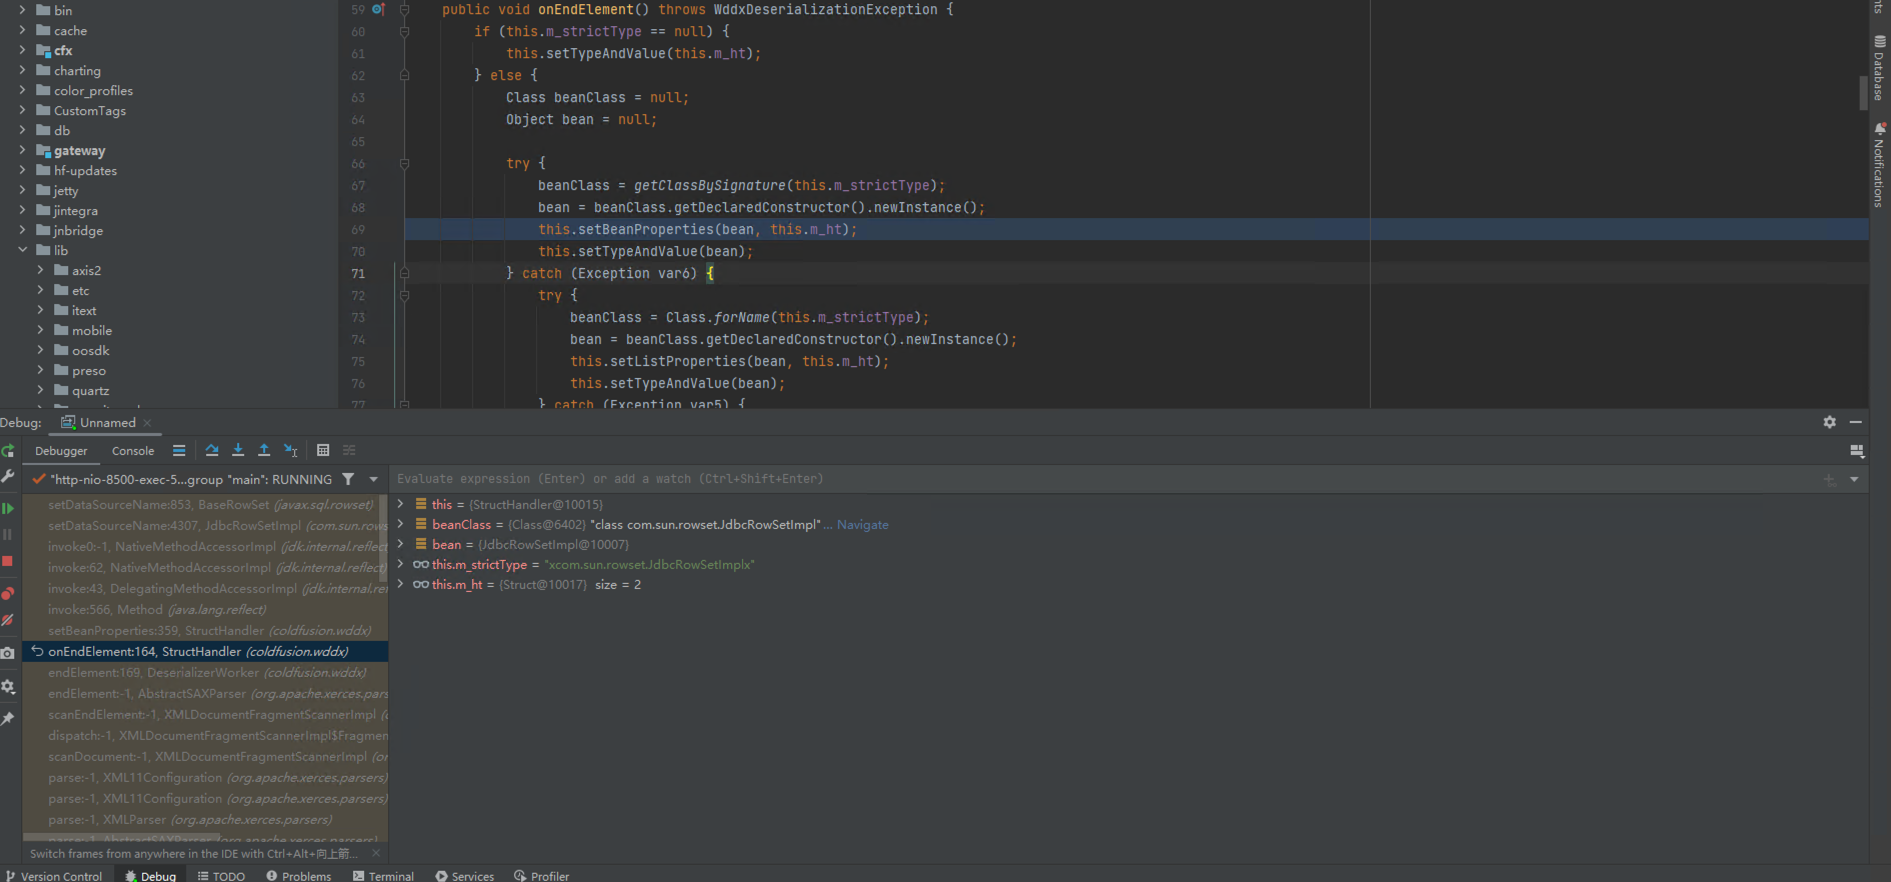 bin
cache
cfx
charting
color_profiles
CustomTags
db
gateway
hf-updates
jetty
jintegra
jnbridge
lib
axis2
etc
itext
mobile
oosdk
preso
quartz
59 public void onEndElement() throws WddxDeserializationException {
60 if (this.m_strictType == null) {
61 this.setTypeAndValue(this.m_ht);
62 } else {
63 Class beanClass = null;
64 Object bean = null;
65
66 try {
67 beanClass = getClassBySignature(this.m_strictType);
68 bean = beanClass.getDeclaredConstructor().newInstance();
69 this.setBeanProperties(bean, this.m_ht);
70 this.setTypeAndValue(bean);
71 } catch (Exception var6) {
72 try {
73 beanClass = Class.forName(this.m_strictType);
74 bean = beanClass.getDeclaredConstructor().newInstance();
75 this.setListProperties(bean, this.m_ht);
76 this.setTypeAndValue(bean);
77 } catch (Exception var5) {
Database
Notifications
Debug: Unnamed
Debugger Console
"http-nio-8500-exec-5...group "main": RUNNING
setDataSourceName:853, BaseRowSet (javax.sql.rowset)
setDataSourceName:4307, JdbcRowSetImpl (com.sun.rows
invoke0:-1, NativeMethodAccessorImpl (jdk.internal.reflect
invoke:62, NativeMethodAccessorImpl (jdk.internal.reflect
invoke:43, DelegatingMethodAccessorImpl (jdk.internal.ref
invoke:566, Method (java.lang.reflect)
setBeanProperties:359, StructHandler (coldfusion.wddx)
onEndElement:164, StructHandler (coldfusion.wddx)
endElement:169, DeserializerWorker (coldfusion.wddx)
endElement:-1, AbstractSAXParser (org.apache.xerces.pars
scanEndElement:-1, XMLDocumentFragmentScannerImpl (
dispatch:-1, XMLDocumentFragmentScannerImpl$Fragmen
scanDocument:-1, XMLDocumentFragmentScannerImpl (or
parse:-1, XML11Configuration (org.apache.xerces.parsers)
parse:-1, XML11Configuration (org.apache.xerces.parsers)
parse:-1, XMLParser (org.apache.xerces.parsers)
parse:-1, AbstractSAXParser (org.apache.xerces.parsers)
Switch frames from anywhere in the IDE with Ctrl+Alt+向上箭...
Evaluate expression (Enter) or add a watch (Ctrl+Shift+Enter)
this = {StructHandler@10015}
beanClass = {Class@6402} "class com.sun.rowset.JdbcRowSetImpl"... Navigate
bean = {JdbcRowSetImpl@10007}
this.m_strictType = "xcom.sun.rowset.JdbcRowSetImplx"
this.m_ht = {Struct@10017} size = 2
Version Control Debug TODO Problems Terminal Services Profiler